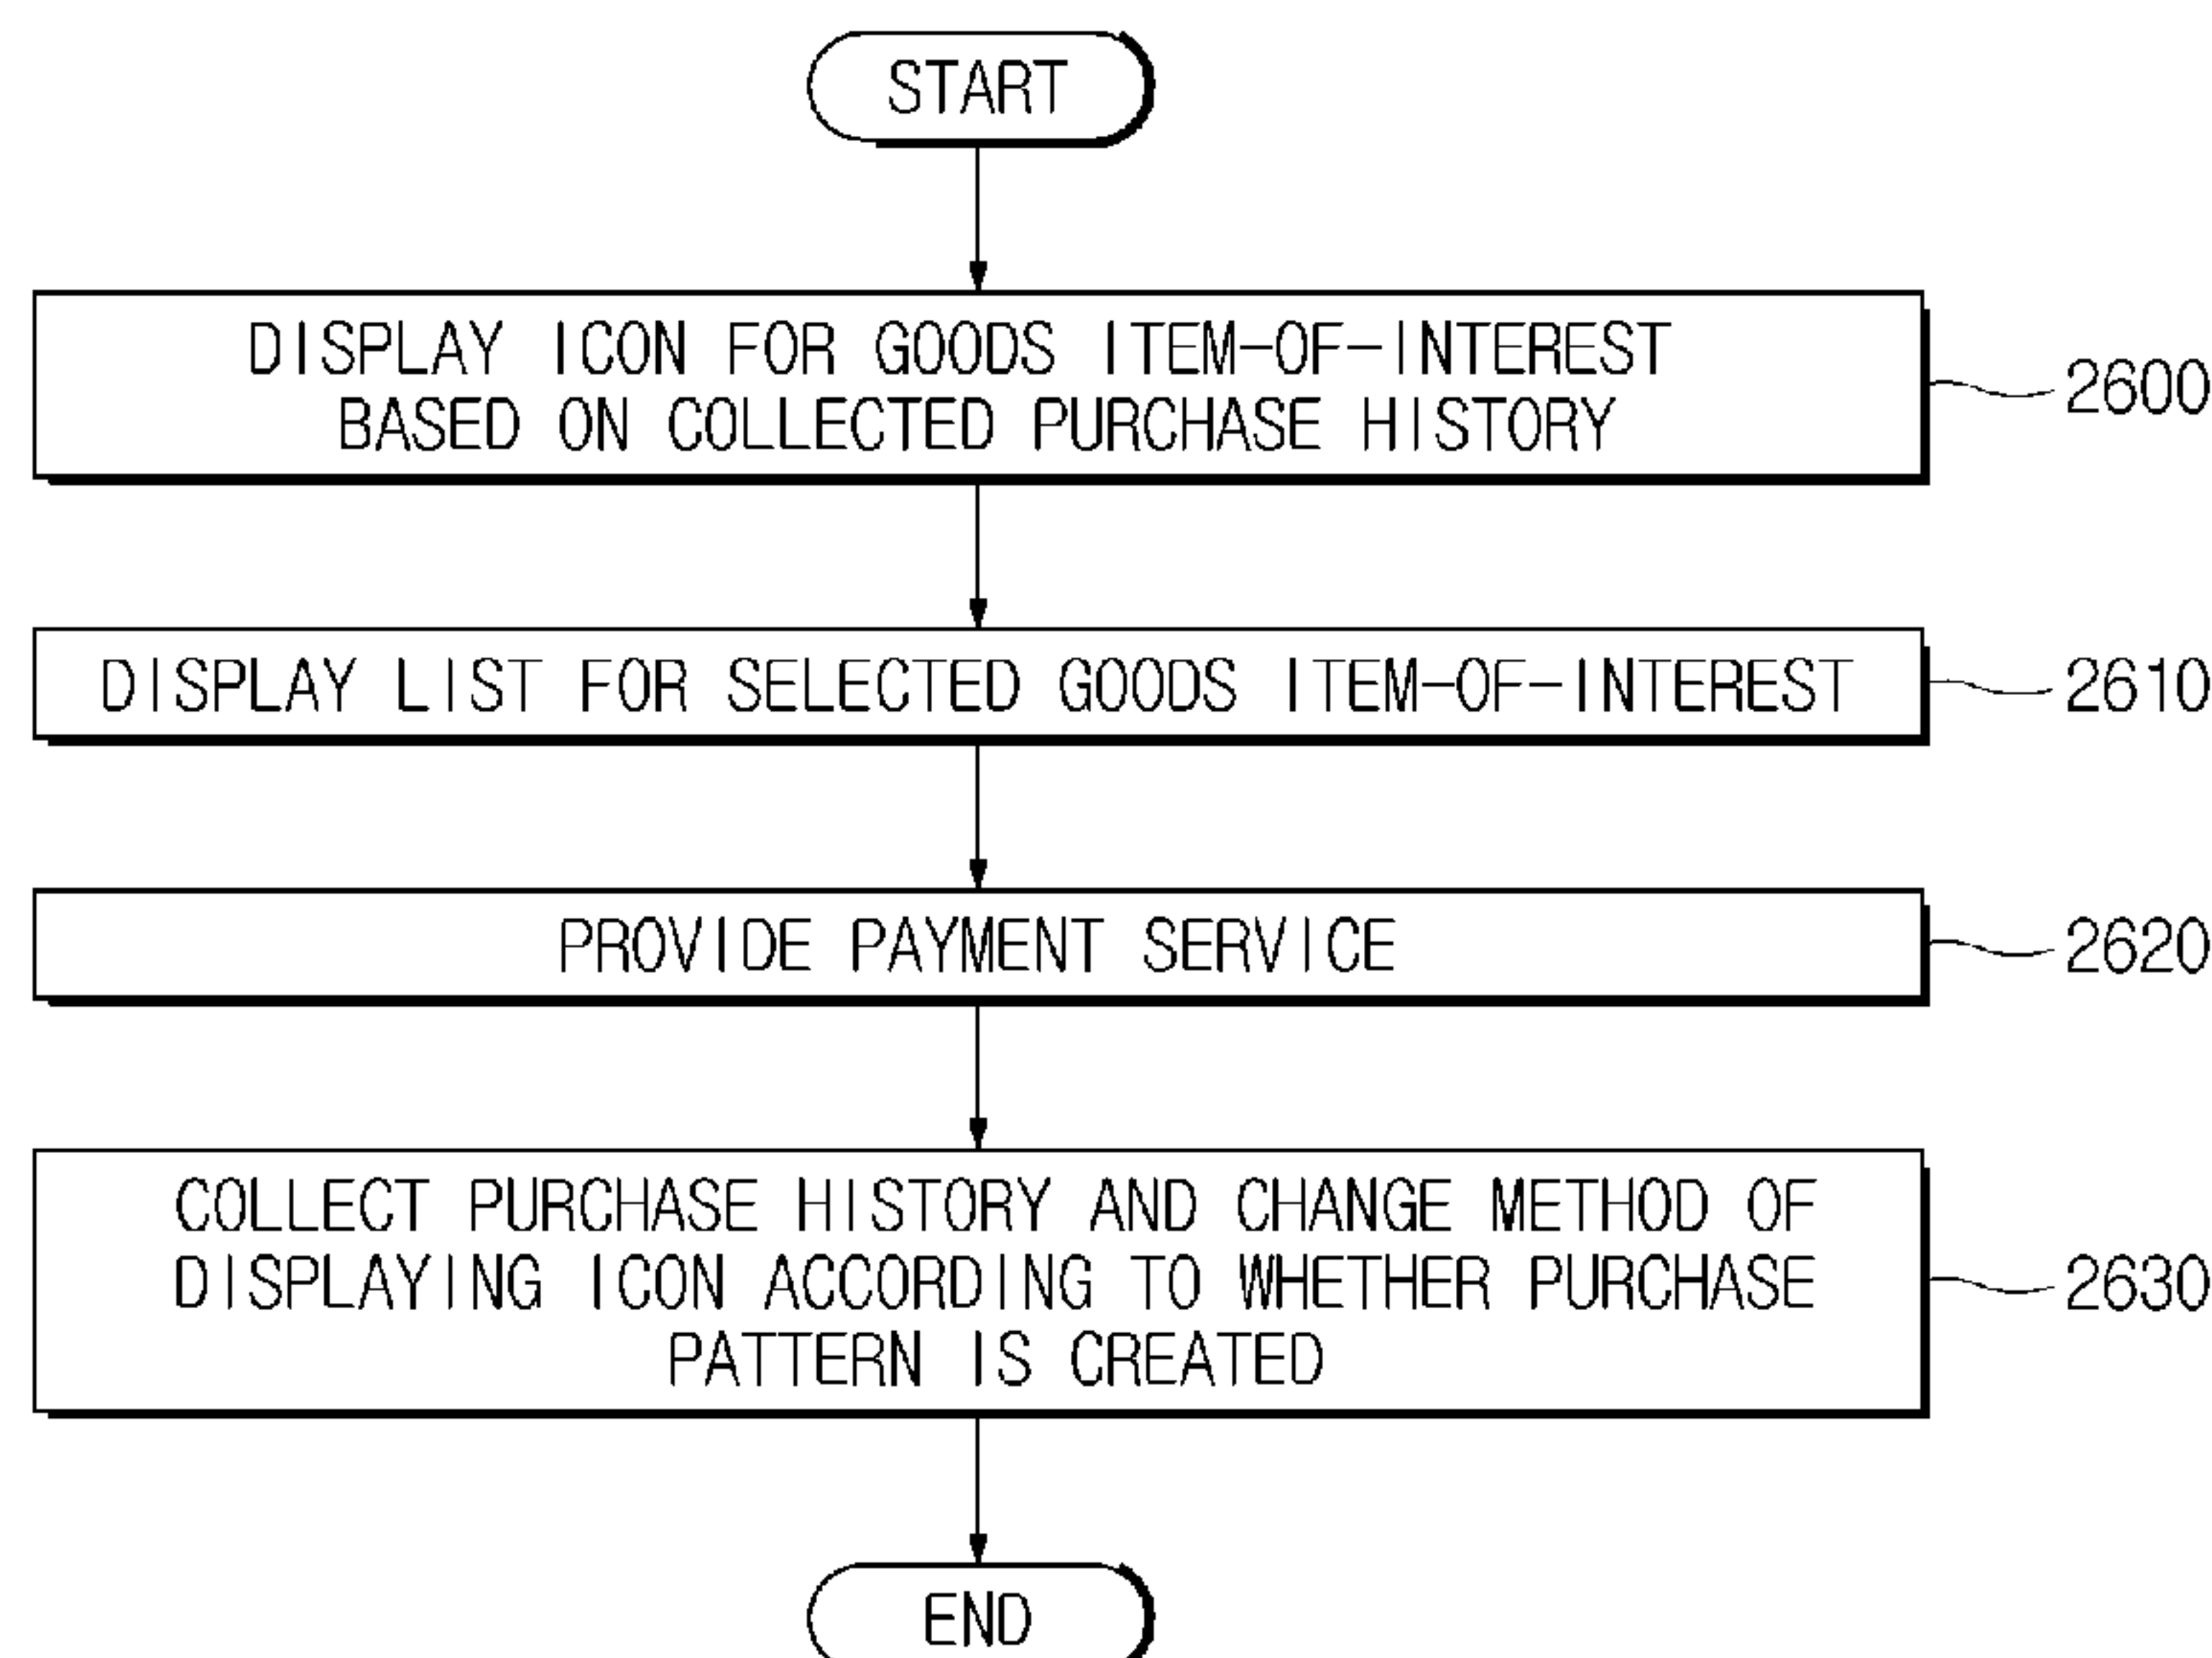 START
DISPLAY ICON FOR GOODS ITEM-OF-INTEREST
BASED ON COLLECTED PURCHASE HISTORY
2600
DISPLAY LIST FOR SELECTED GOODS ITEM-OF-INTEREST
2610
PROVIDE PAYMENT SERVICE
2620
COLLECT PURCHASE HISTORY AND CHANGE METHOD OF
DISPLAYING ICON ACCORDING TO WHETHER PURCHASE
PATTERN IS CREATED
2630
END